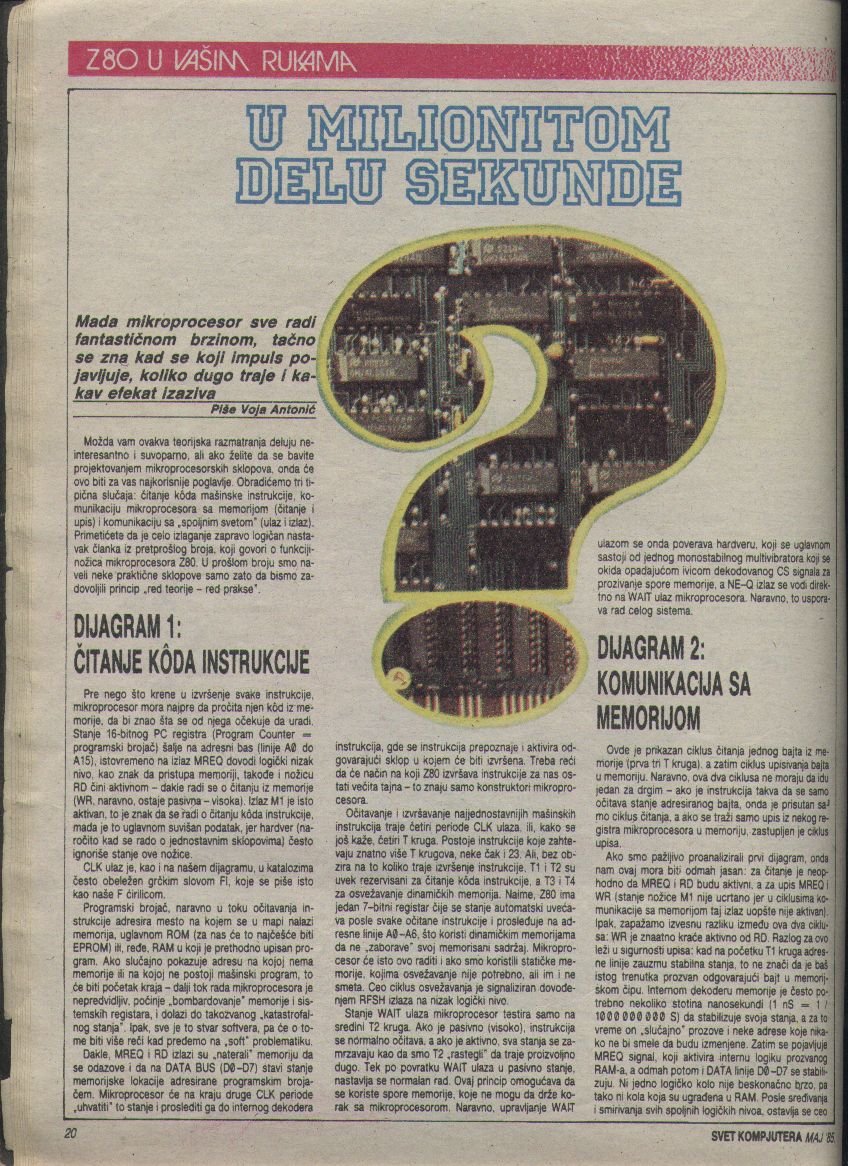 Z80 U VAŠIM RUKAMA
U MILIONITOM
DELU SEKUNDE
Mada mikroprocesor sve radi
fantastičnom brzinom, tačno
se zna kad se koji impuls po-
javljuje, koliko dugo traje i ka-
kav efekat izaziva
Piše Voja Antonić
Možda vam ovakva teorijska razmatranja deluju ne-
interesantno i suvoparno, ali ako želite da se bavite
projektovanjem mikroprocesorskih sklopova, onda će
ovo biti za vas najkorisnije poglavlje. Obradićemo tri ti-
pična slučaja: čitanje kôda mašinske instrukcije, ko-
munikaciju mikroprocesora sa memorijom (čitanje i
upis) i komunikaciju sa „spoljnim svetom" (ulaz i izlaz).
Primetićete da je celo izlaganje zapravo logičan nasta-
vak članka iz pretprošlog broja, koji govori o funkciji-
nožica mikroprocesora Z80. U prošlom broju smo na-
veli neke praktične sklopove samo zato da bismo za-
dovoljili princip „red teorije – red prakse".
DIJAGRAM 1:
ČITANJE KÔDA INSTRUKCIJE
Pre nego što krene u izvršenje svake instrukcije,
mikroprocesor mora najpre da pročita njen kôd iz me-
morije, da bi znao šta se od njega očekuje da uradi.
Stanje 16-bitnog PC registra (Program Counter =
programski brojač) šalje na adresni bas (linije A0 do
A15), istovremeno na izlaz MREQ dovodi logički nizak
nivo, kao znak da pristupa memoriji, takođe i nožicu
RD čini aktivnom – dakle radi se o čitanju iz memorije
(WR, naravno, ostaje pasivna – visoka). Izlaz M1 je isto
aktivan, to je znak da se radi o čitanju kôda instrukcije,
mada je to uglavnom suvišan podatak, jer hardver (na-
ročito kad se rado o jednostavnim sklopovima) često
ignoriše stanje ove nožice.
CLK ulaz je, kao i na našem dijagramu, u katalozima
često obeležen grčkim slovom FI, koje se piše isto
kao naše F ćirilicom.
Programski brojač, naravno u toku očitavanja in-
strukcije adresira mesto na kojem se u mapi nalazi
memorija, uglavnom ROM (za nas će to najčešće biti
EPROM) ili, ređe, RAM u koji je prethodno upisan pro-
gram. Ako slučajno pokazuje adresu na kojoj nema
memorije ili na kojoj ne postoji mašinski program, to
će biti početak kraja – dalji tok rada mikroprocesora je
nepredvidljiv, počinje „bombardovanje" memorije i sis-
temskih registara, i dolazi do takozvanog „katastrofal-
nog stanja". Ipak, sve je to stvar softvera, pa će o to-
me biti više reči kad pređemo na „soft" problematiku.
Dakle, MREQ i RD izlazi su „naterali" memoriju da
se odazove i da na DATA BUS (D0–D7) stavi stanje
memorijske lokacije adresirane programskim broja-
čem. Mikroprocesor će na kraju druge CLK periode
„uhvatiti" to stanje i proslediti ga do internog dekodera
instrukcija, gde se instrukcija prepoznaje i aktivira od-
govarajući sklop u kojem će biti izvršena. Treba reći
da će način na koji Z80 izvršava instrukcije za nas os-
tati večita tajna – to znaju samo konstruktori mikropro-
cesora.
Očitavanje i izvršavanje najjednostavnijih mašinskih
instrukcija traje četiri periode CLK ulaza, ili, kako se
još kaže, četiri T kruga. Postoje instrukcije koje zahte-
vaju znatno više T krugova, neke čak i 23. Ali, bez ob-
zira na to koliko traje izvršenje instrukcije, T1 i T2 su
uvek rezervisani za čitanje kôda instrukcije, a T3 i T4
za osvežavanje dinamičkih memorija. Naime, Z80 ima
jedan 7-bitni registar čije se stanje automatski uveća-
va posle svake očitane instrukcije i prosleđuje na ad-
resne linije A0–A6, što koristi dinamičkim memorijama
da ne „zaborave" svoj memorisani sadržaj. Mikropro-
cesor će isto ovo raditi i ako smo koristili statičke me-
morije, kojima osvežavanje nije potrebno, ali im i ne
smeta. Ceo ciklus osvežavanja je signaliziran dovođe-
njem RFSH izlaza na nizak logički nivo.
Stanje WAIT ulaza mikroprocesor testira samo na
sredini T2 kruga. Ako je pasivno (visoko), instrukcija
se normalno očitava, a ako je aktivno, sva stanja se za-
mrzavaju kao da smo T2 „rastegli" da traje proizvoljno
dugo. Tek po povratku WAIT ulaza u pasivno stanje,
nastavlja se normalan rad. Ovaj princip omogućava da
se koriste spore memorije, koje ne mogu da drže ko-
rak sa mikroprocesorom. Naravno, upravljanje WAIT
ulazom se onda poverava hardveru, koji se uglavnom
sastoji od jednog monostabilnog multivibratora koji se
okida opadajućom ivicom dekodovanog CS signala za
prozivanje spore memorije, a NE–Q izlaz se vodi direk-
tno na WAIT ulaz mikroprocesora. Naravno, to uspora-
va rad celog sistema.
DIJAGRAM 2:
KOMUNIKACIJA SA
MEMORIJOM
Ovde je prikazan ciklus čitanja jednog bajta iz me-
morije (prva tri T kruga). a zatim ciklus upisivanja bajta
u memoriju. Naravno, ova dva ciklusa ne moraju da idu
jedan za drgim – ako je instrukcija takva da se samo
očitava stanje adresiranog bajta, onda je prisutan sa
mo ciklus čitanja, a ako se traži samo upis iz nekog re-
gistra mikroprocesora u memoriju, zastupljen je ciklus
upisa.
Ako smo pažljivo proanalizirali prvi dijagram, onda
nam ovaj mora biti odmah jasan: za čitanje je neop-
hodno da MREQ i RD budu aktivni, a za upis MREQ i
WR (stanje nožice M1 nije ucrtano jer u ciklusima ko-
munikacije sa memorijom taj izlaz uopšte nije aktivan).
Ipak, zapažamo izvesnu razliku između ova dva ciklu-
sa: WR je znaatno kraće aktivno od RD. Razlog za ovo
leži u sigurnosti upisa: kad na početku T1 kruga adres-
ne linije zauzmu stabilna stanja, to ne znači da je baš
istog trenutka prozvan odgovarajući bajt u memorij-
skom čipu. Internom dekoderu memorije je često po-
trebno nekoliko stotina nanosekundi (1 nS = 1 /
1000 000 000 S) da stabilizuje svoja stanja, a za to
vreme on „slučajno" prozove i neke adrese koje nika-
ko ne bi smele da budu izmenjene. Zatim se pojavljuje
MREQ signal, koji aktivira internu logiku prozvanog
RAM-a, a odmah potom i DATA linije D0–D7 se stabili-
zuju. Ni jedno logičko kolo nije beskonačno brzo, pa
tako ni kola koja su ugrađena u RAM. Posle sređivanja
i smirivanja svih spoljnih logičkih nivoa, ostavlja se ceo
20
SVET KOMPJUTERA MAJ '85.